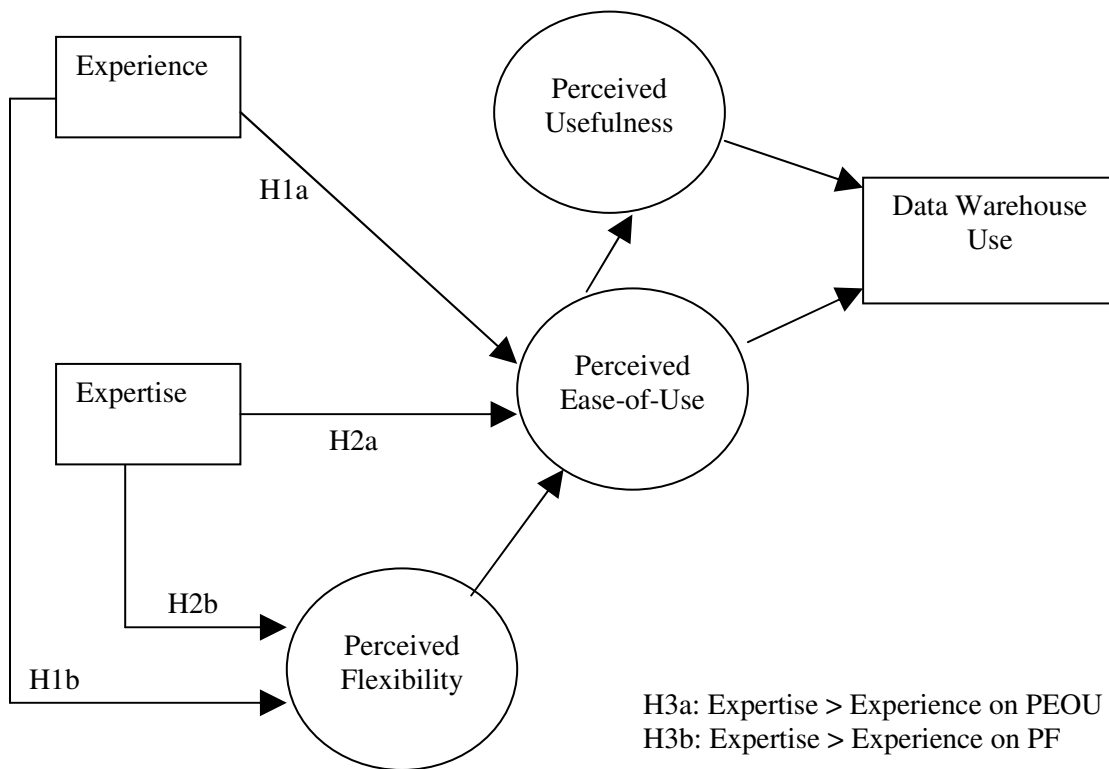 Experience
Perceived
Usefulness
H1a
Data Warehouse
Use
Expertise
Perceived
Ease-of-Use
H2a
H2b
Perceived
Flexibility
H1b
H3a: Expertise > Experience on PEOU
H3b: Expertise > Experience on PF